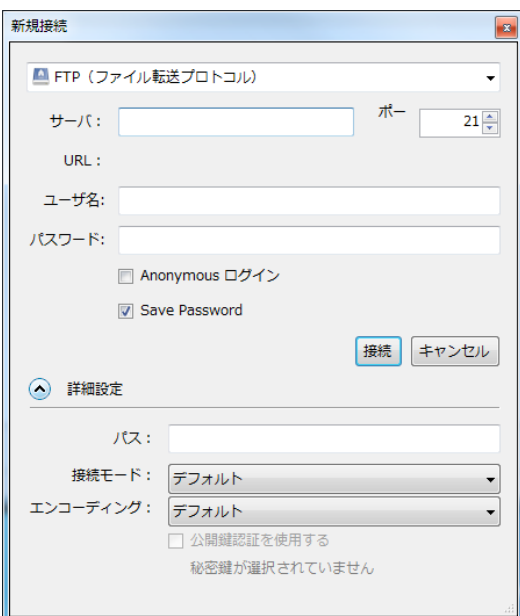 新規接続
FTP（ファイル転送プロトコル）
サーバ： ポー 21
URL：
ユーザ名:
パスワード:
Anonymous ログイン
Save Password
接続 キャンセル
詳細設定
パス：
接続モード： デフォルト
エンコーディング： デフォルト
公開鍵認証を使用する
秘密鍵が選択されていません